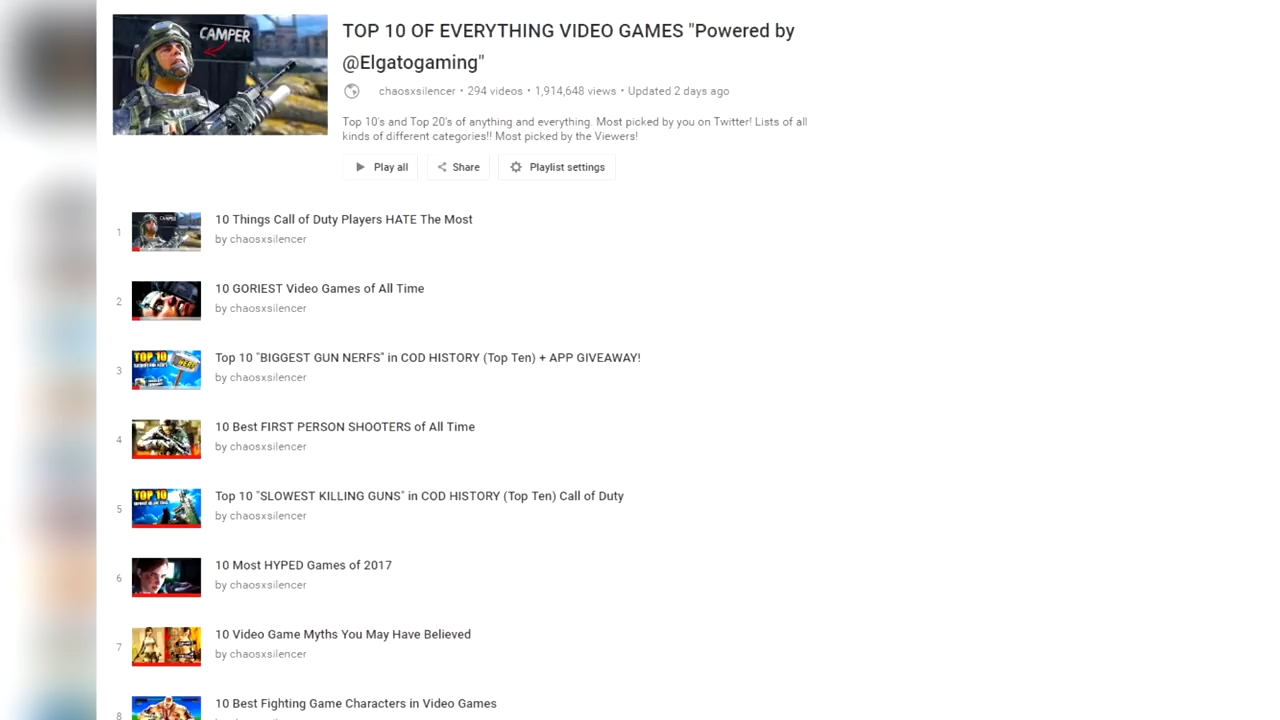 CAMPER
TOP 10 OF EVERYTHING VIDEO GAMES "Powered by
@Elgatogaming"
chaosxsilencer • 294 videos • 1,914,648 views • Updated 2 days ago
Top 10's and Top 20's of anything and everything. Most picked by you on Twitter! Lists of all
kinds of different categories!! Most picked by the Viewers!
Play all
Share
Playlist settings
1
CAMPER
10 Things Call of Duty Players HATE The Most
by chaosxsilencer
2
10 GORIEST Video Games of All Time
by chaosxsilencer
3
TOP 10
NERF
Top 10 "BIGGEST GUN NERFS" in COD HISTORY (Top Ten) + APP GIVEAWAY!
by chaosxsilencer
4
10 Best FIRST PERSON SHOOTERS of All Time
by chaosxsilencer
5
TOP 10
Top 10 "SLOWEST KILLING GUNS" in COD HISTORY (Top Ten) Call of Duty
by chaosxsilencer
6
10 Most HYPED Games of 2017
by chaosxsilencer
7
10 Video Game Myths You May Have Believed
by chaosxsilencer
8
10 Best Fighting Game Characters in Video Games